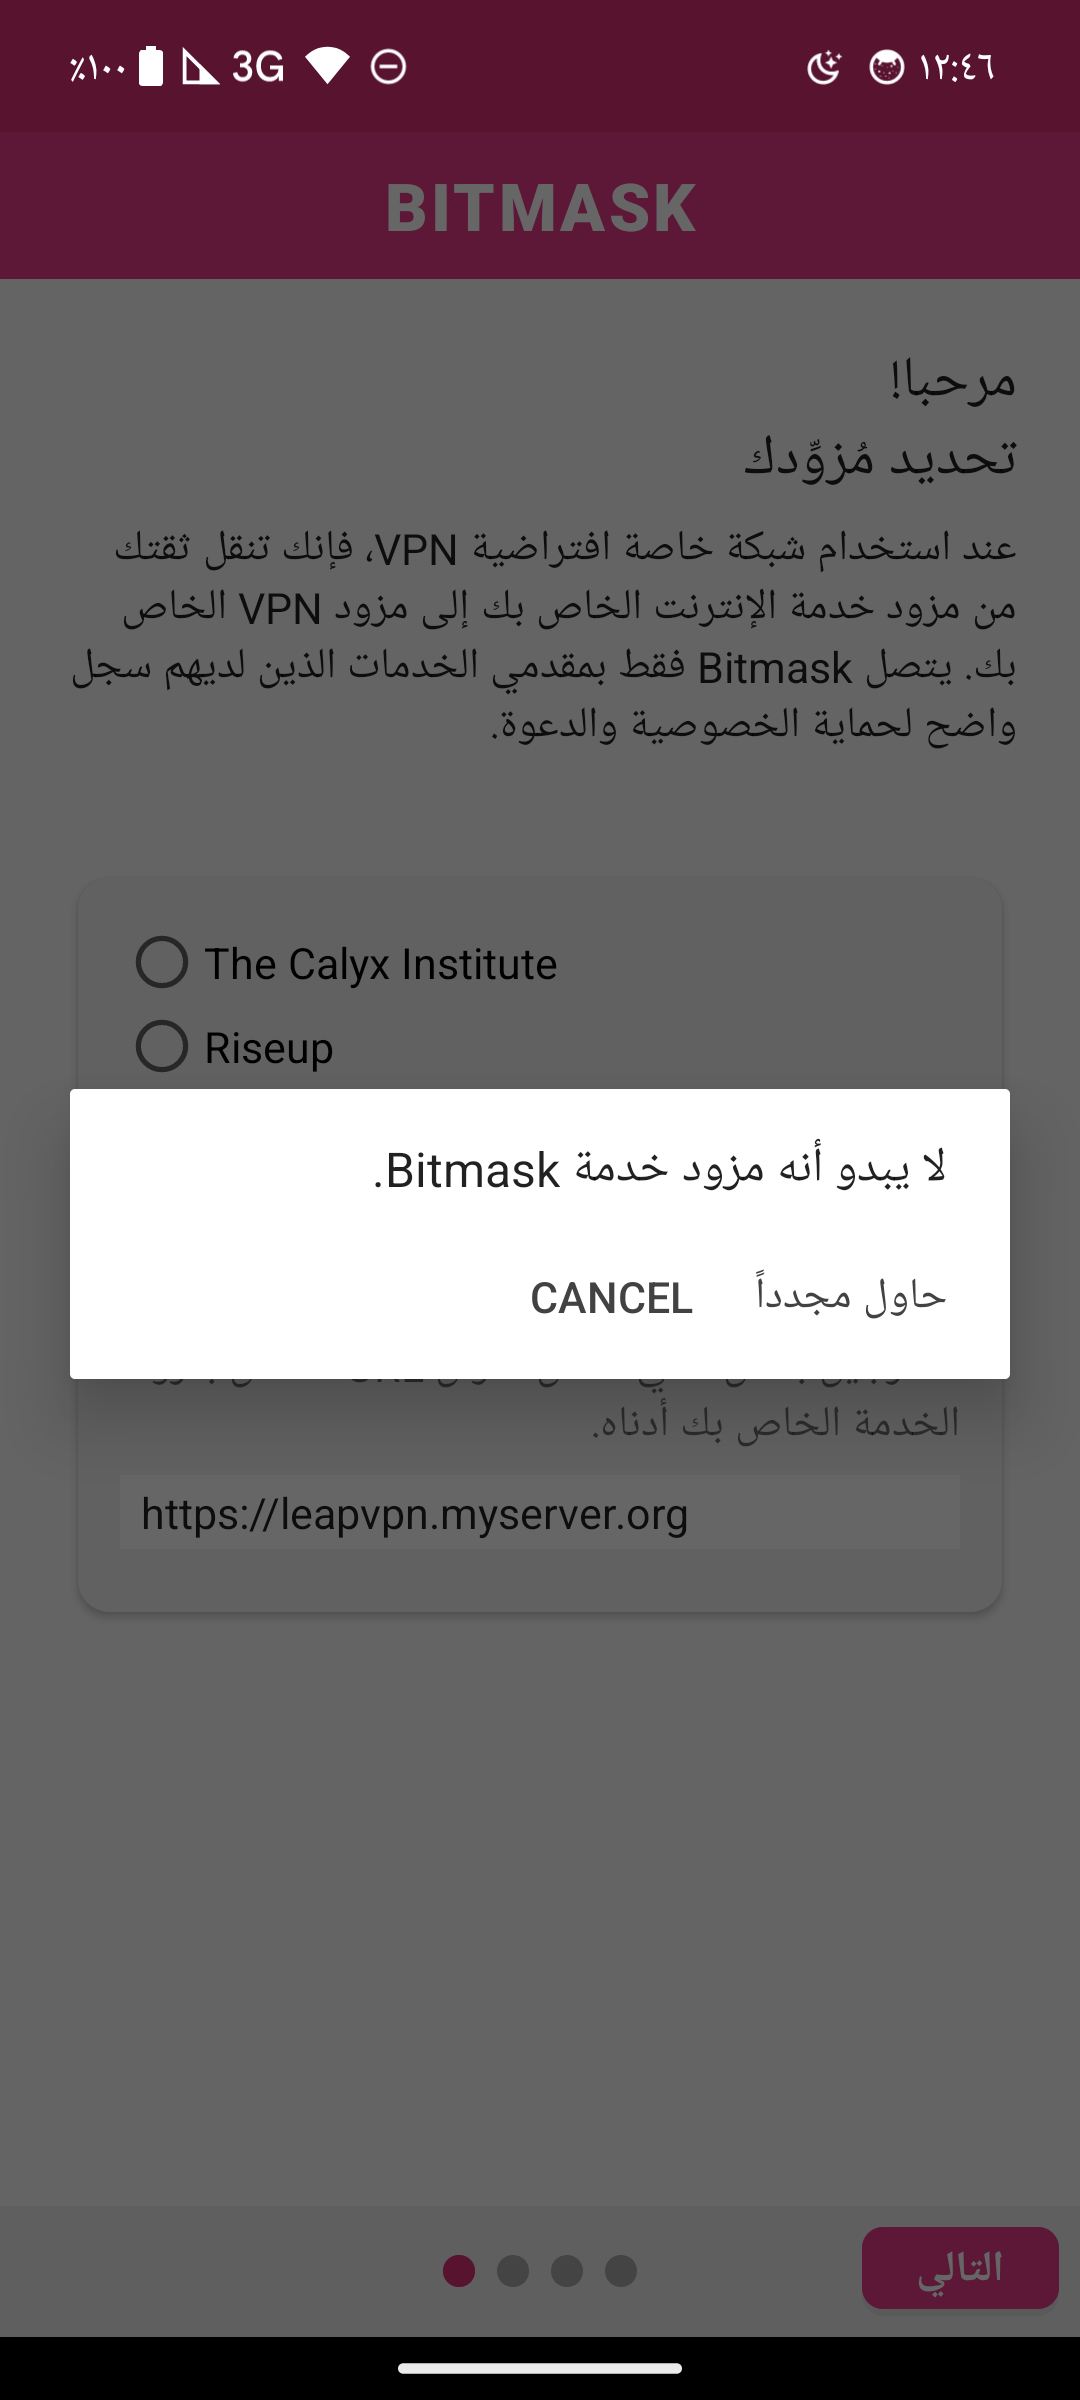 ٪١٠٠ 3G ١٢:٤٦
BITMASK
مرحبا!
تحديد مُزوِّدك
عند استخدام شبكة خاصة افتراضية VPN، فإنك تنقل ثقتك
من مزود خدمة الإنترنت الخاص بك إلى مزود VPN الخاص
بك. يتصل Bitmask فقط بمقدمي الخدمات الذين لديهم سجل
واضح لحماية الخصوصية والدعوة.
The Calyx Institute
Riseup
لا يبدو أنه مزود خدمة Bitmask.
حاول مجدداً CANCEL
الخدمة الخاص بك أدناه.
https://leapvpn.myserver.org
التالي